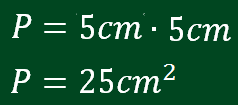 P = 5cm · 5cm
P = 25cm²